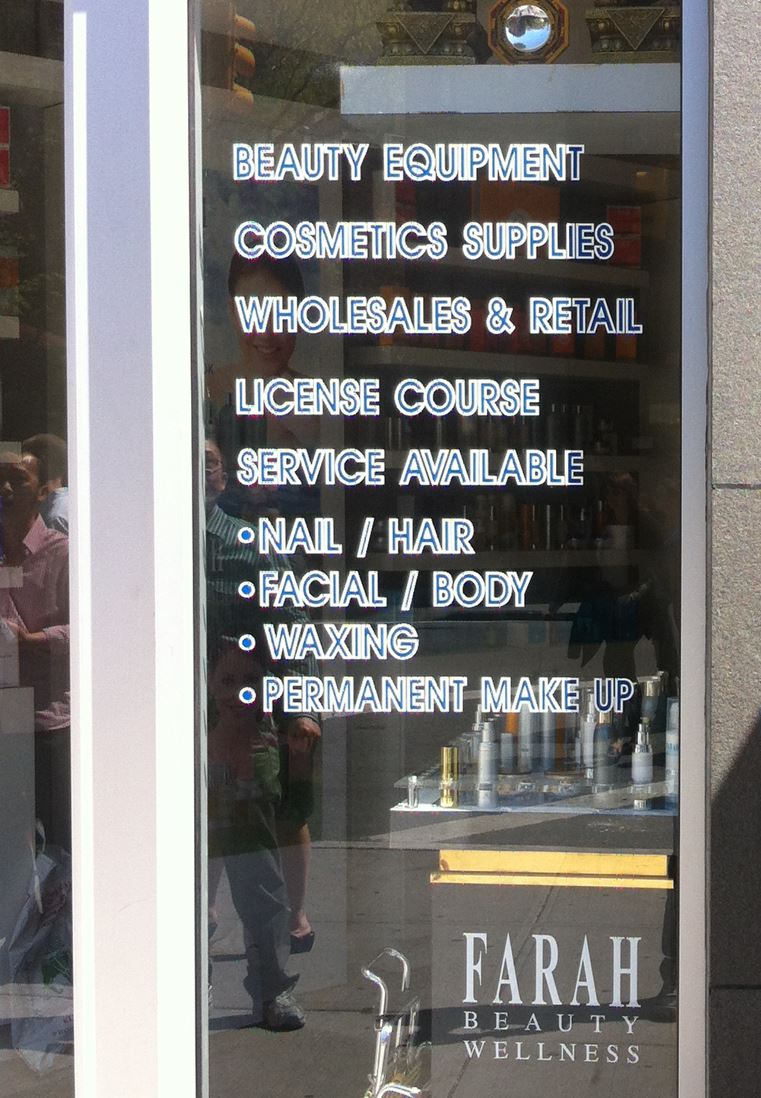 BEAUTY EQUIPMENT
COSMETICS SUPPLIES
WHOLESALES & RETAIL
LICENSE COURSE
SERVICE AVAILABLE
• NAIL / HAIR
• FACIAL / BODY
• WAXING
• PERMANENT MAKE UP
FARAH
BEAUTY
WELLNESS